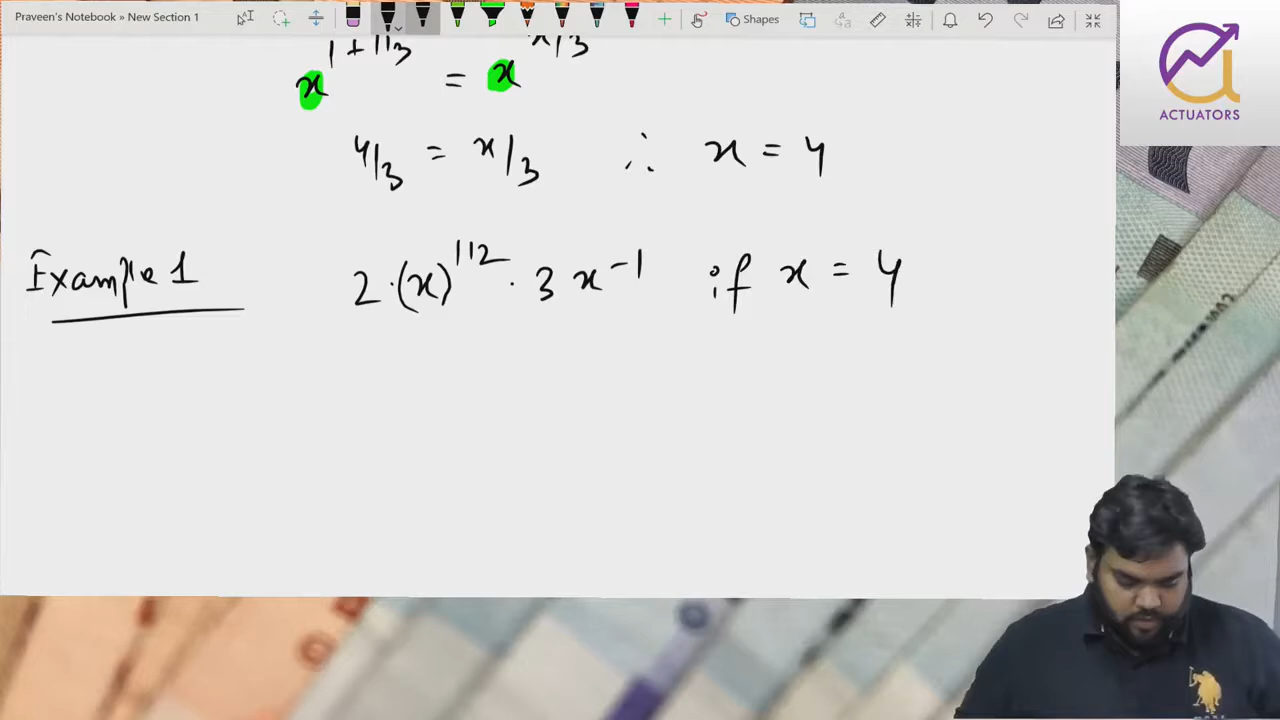 Praveen's Notebook » New Section 1
Shapes
ACTUATORS
x^{1+1/3} = x^{x/3}
4/3 = x/3 ∴ x = 4
Example 1 2·(x)^{1/2} · 3x^{-1} if x = 4